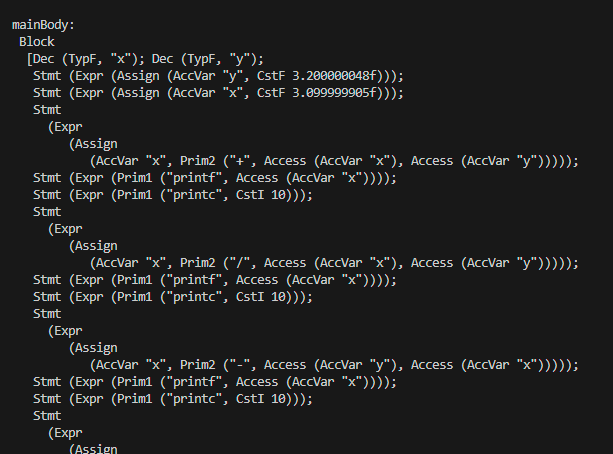 mainBody:
Block
[Dec (TypF, "x"); Dec (TypF, "y");
Stmt (Expr (Assign (AccVar "y", CstF 3.200000048f)));
Stmt (Expr (Assign (AccVar "x", CstF 3.099999905f)));
Stmt
(Expr
(Assign
(AccVar "x", Prim2 ("+", Access (AccVar "x"), Access (AccVar "y")))));
Stmt (Expr (Prim1 ("printf", Access (AccVar "x"))));
Stmt (Expr (Prim1 ("printc", CstI 10)));
Stmt
(Expr
(Assign
(AccVar "x", Prim2 ("/", Access (AccVar "x"), Access (AccVar "y")))));
Stmt (Expr (Prim1 ("printf", Access (AccVar "x"))));
Stmt (Expr (Prim1 ("printc", CstI 10)));
Stmt
(Expr
(Assign
(AccVar "x", Prim2 ("-", Access (AccVar "y"), Access (AccVar "x")))));
Stmt (Expr (Prim1 ("printf", Access (AccVar "x"))));
Stmt (Expr (Prim1 ("printc", CstI 10)));
Stmt
(Expr
(Assign